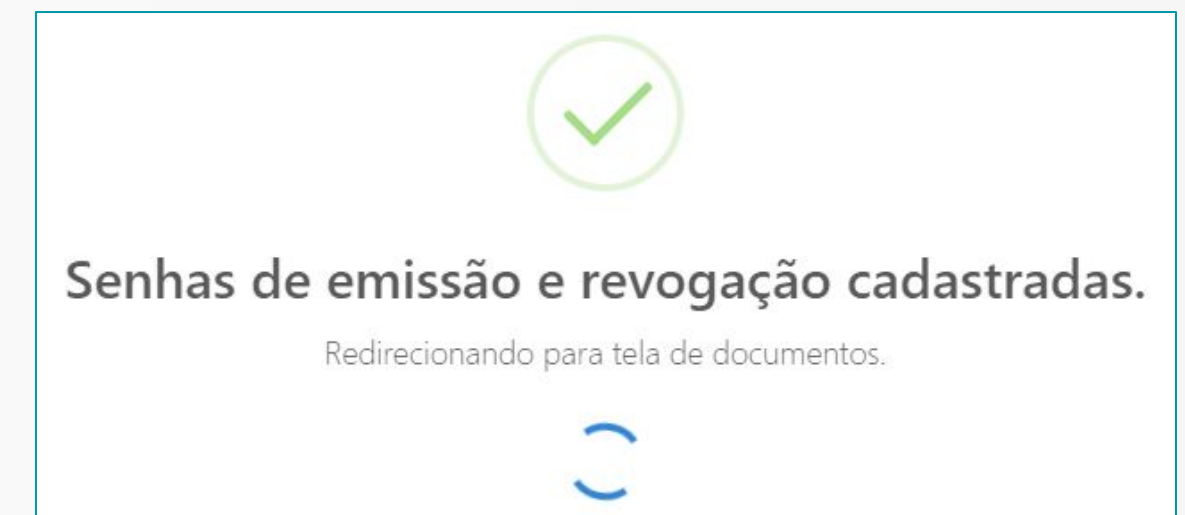 Senhas de emissão e revogação cadastradas.
Redirecionando para tela de documentos.